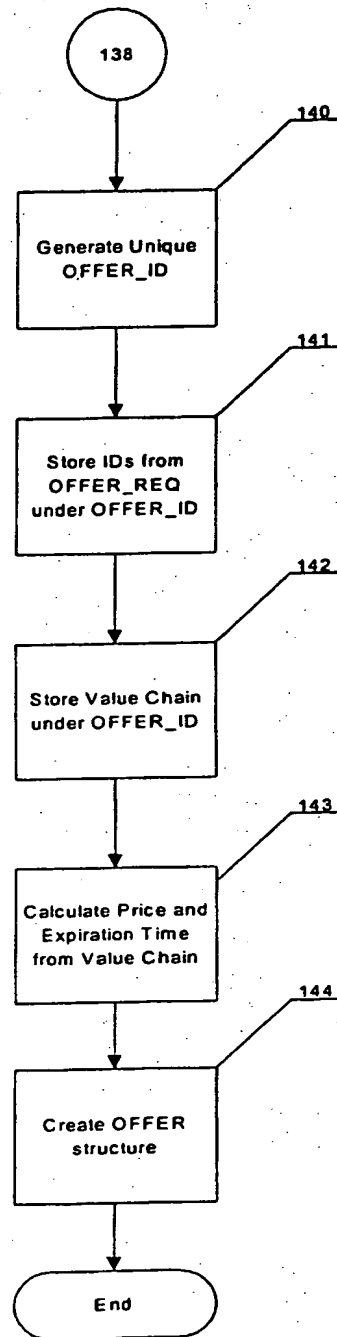 138
140
Generate Unique
OFFER_ID
141
Store IDs from
OFFER_REQ
under OFFER_ID
142
Store Value Chain
under OFFER_ID
143
Calculate Price and
Expiration Time
from Value Chain
144
Create OFFER
structure
End